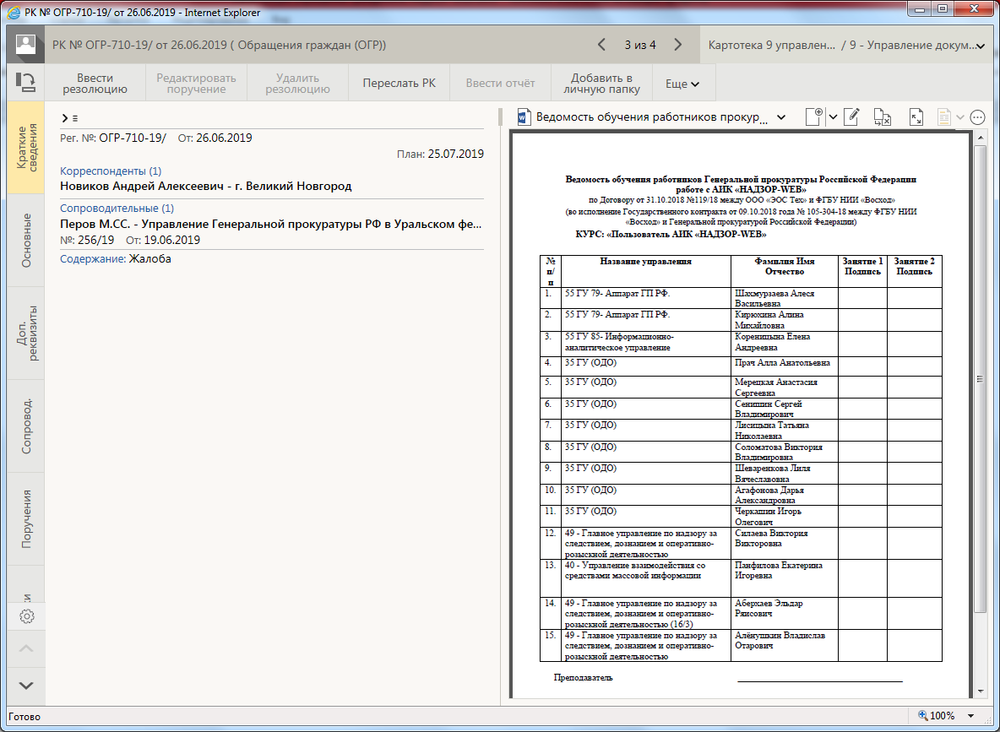 РК № ОГР-710-19/ от 26.06.2019 - Internet Explorer
РК № ОГР-710-19/ от 26.06.2019 ( Обращения граждан (ОГР))
3 из 4
Картотека 9 управлен... / 9 - Управление докум...
Ввести
резолюцию
Редактировать
поручение
Удалить
резолюцию
Переслать РК
Ввести отчёт
Добавить в
личную папку
Еще
Краткие
сведения
Основные
Доп.
реквизиты
Сопровод.
Поручения
ки
Рег. №: ОГР-710-19/ От: 26.06.2019
План: 25.07.2019
Корреспонденты (1)
Новиков Андрей Алексеевич - г. Великий Новгород
Сопроводительные (1)
Перов М.СС. - Управление Генеральной прокуратуры РФ в Уральском фе...
№: 256/19 От: 19.06.2019
Содержание: Жалоба
Ведомость обучения работников прокур...
Ведомость обучения работников Генеральной прокуратуры Российской Федерации
работе с АИК «НАДЗОР-WEB»
по Договору от 31.10.2018 №119/18 между ООО «ЭОС Тех» и ФГБУ НИИ «Восход»
(во исполнение Государственного контракта от 09.10.2018 года № 105-304-18 между ФГБУ НИИ
«Восход» и Генеральной прокуратурой Российской Федерации)
КУРС: «Пользователь АИК «НАДЗОР-WEB»
№
п/
п
Название управления
Фамилия Имя
Отчество
Занятие 1
Подпись
Занятие 2
Подпись
1. 55 ГУ 79- Аппарат ГП РФ. Шахмурзаева Алеся
Васильевна
2. 55 ГУ 79- Аппарат ГП РФ. Кирюхина Алина
Михайловна
3. 55 ГУ 85- Информационно- Кореницына Елена
аналитическое управление Андреевна
4. 35 ГУ (ОДО) Прач Алла Анатольевна
5. 35 ГУ (ОДО) Мерецкая Анастасия
Сергеевна
6. 35 ГУ (ОДО) Сенишин Сергей
Владимирович
7. 35 ГУ (ОДО) Лисицына Татьяна
Николаевна
8. 35 ГУ (ОДО) Соломатова Виктория
Владимировна
9. 35 ГУ (ОДО) Шеваренкова Лиля
Вячеславовна
10. 35 ГУ (ОДО) Агафонова Дарья
Александровна
11. 35 ГУ (ОДО) Черкашин Игорь
Олегович
12. 49 - Главное управление по надзору за Силаева Виктория
следствием, дознанием и оперативно- Викторовна
розыскной деятельностью
13. 40 - Управление взаимодействия со Панфилова Екатерина
средствами массовой информации Игоревна
14. 49 - Главное управление по надзору за Аберхаев Эльдар
следствием, дознанием и оперативно- Ряисович
розыскной деятельностью (16/3)
15. 49 - Главное управление по надзору за Алёнушкин Владислав
следствием, дознанием и оперативно- Отарович
розыскной деятельностью
Преподаватель
Готово
100%